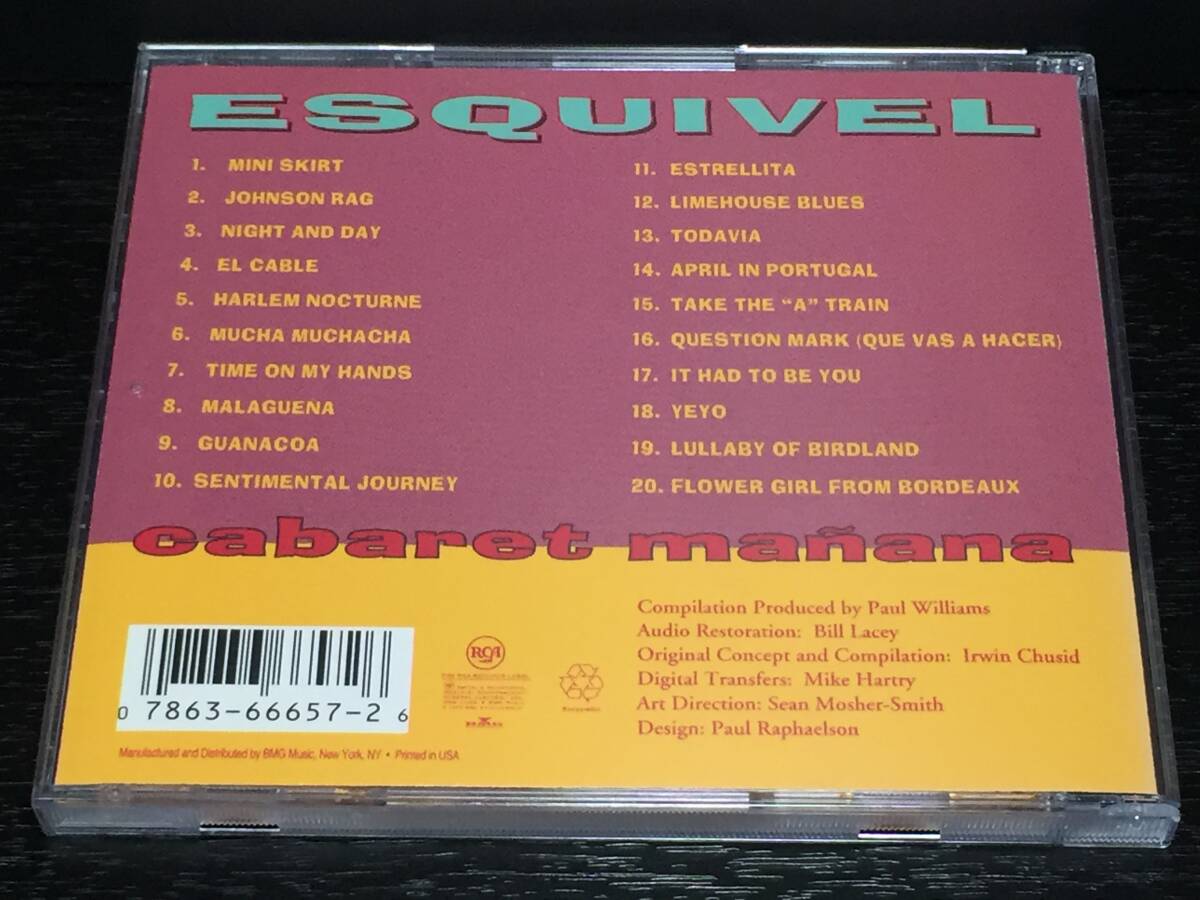 ESQUIVEL
1. MINI SKIRT
2. JOHNSON RAG
3. NIGHT AND DAY
4. EL CABLE
5. HARLEM NOCTURNE
6. MUCHA MUCHACHA
7. TIME ON MY HANDS
8. MALAGUENA
9. GUANACOA
10. SENTIMENTAL JOURNEY
11. ESTRELLITA
12. LIMEHOUSE BLUES
13. TODAVIA
14. APRIL IN PORTUGAL
15. TAKE THE “A” TRAIN
16. QUESTION MARK (QUE VAS A HACER)
17. IT HAD TO BE YOU
18. YEYO
19. LULLABY OF BIRDLAND
20. FLOWER GIRL FROM BORDEAUX
cabaret mañana
Compilation Produced by Paul Williams
Audio Restoration: Bill Lacey
Original Concept and Compilation: Irwin Chusid
Digital Transfers: Mike Hartry
Art Direction: Sean Mosher-Smith
Design: Paul Raphaelson
0 7863-66657-2 6
RCA
BMG
Manufactured and Distributed by BMG Music, New York, NY • Printed in USA